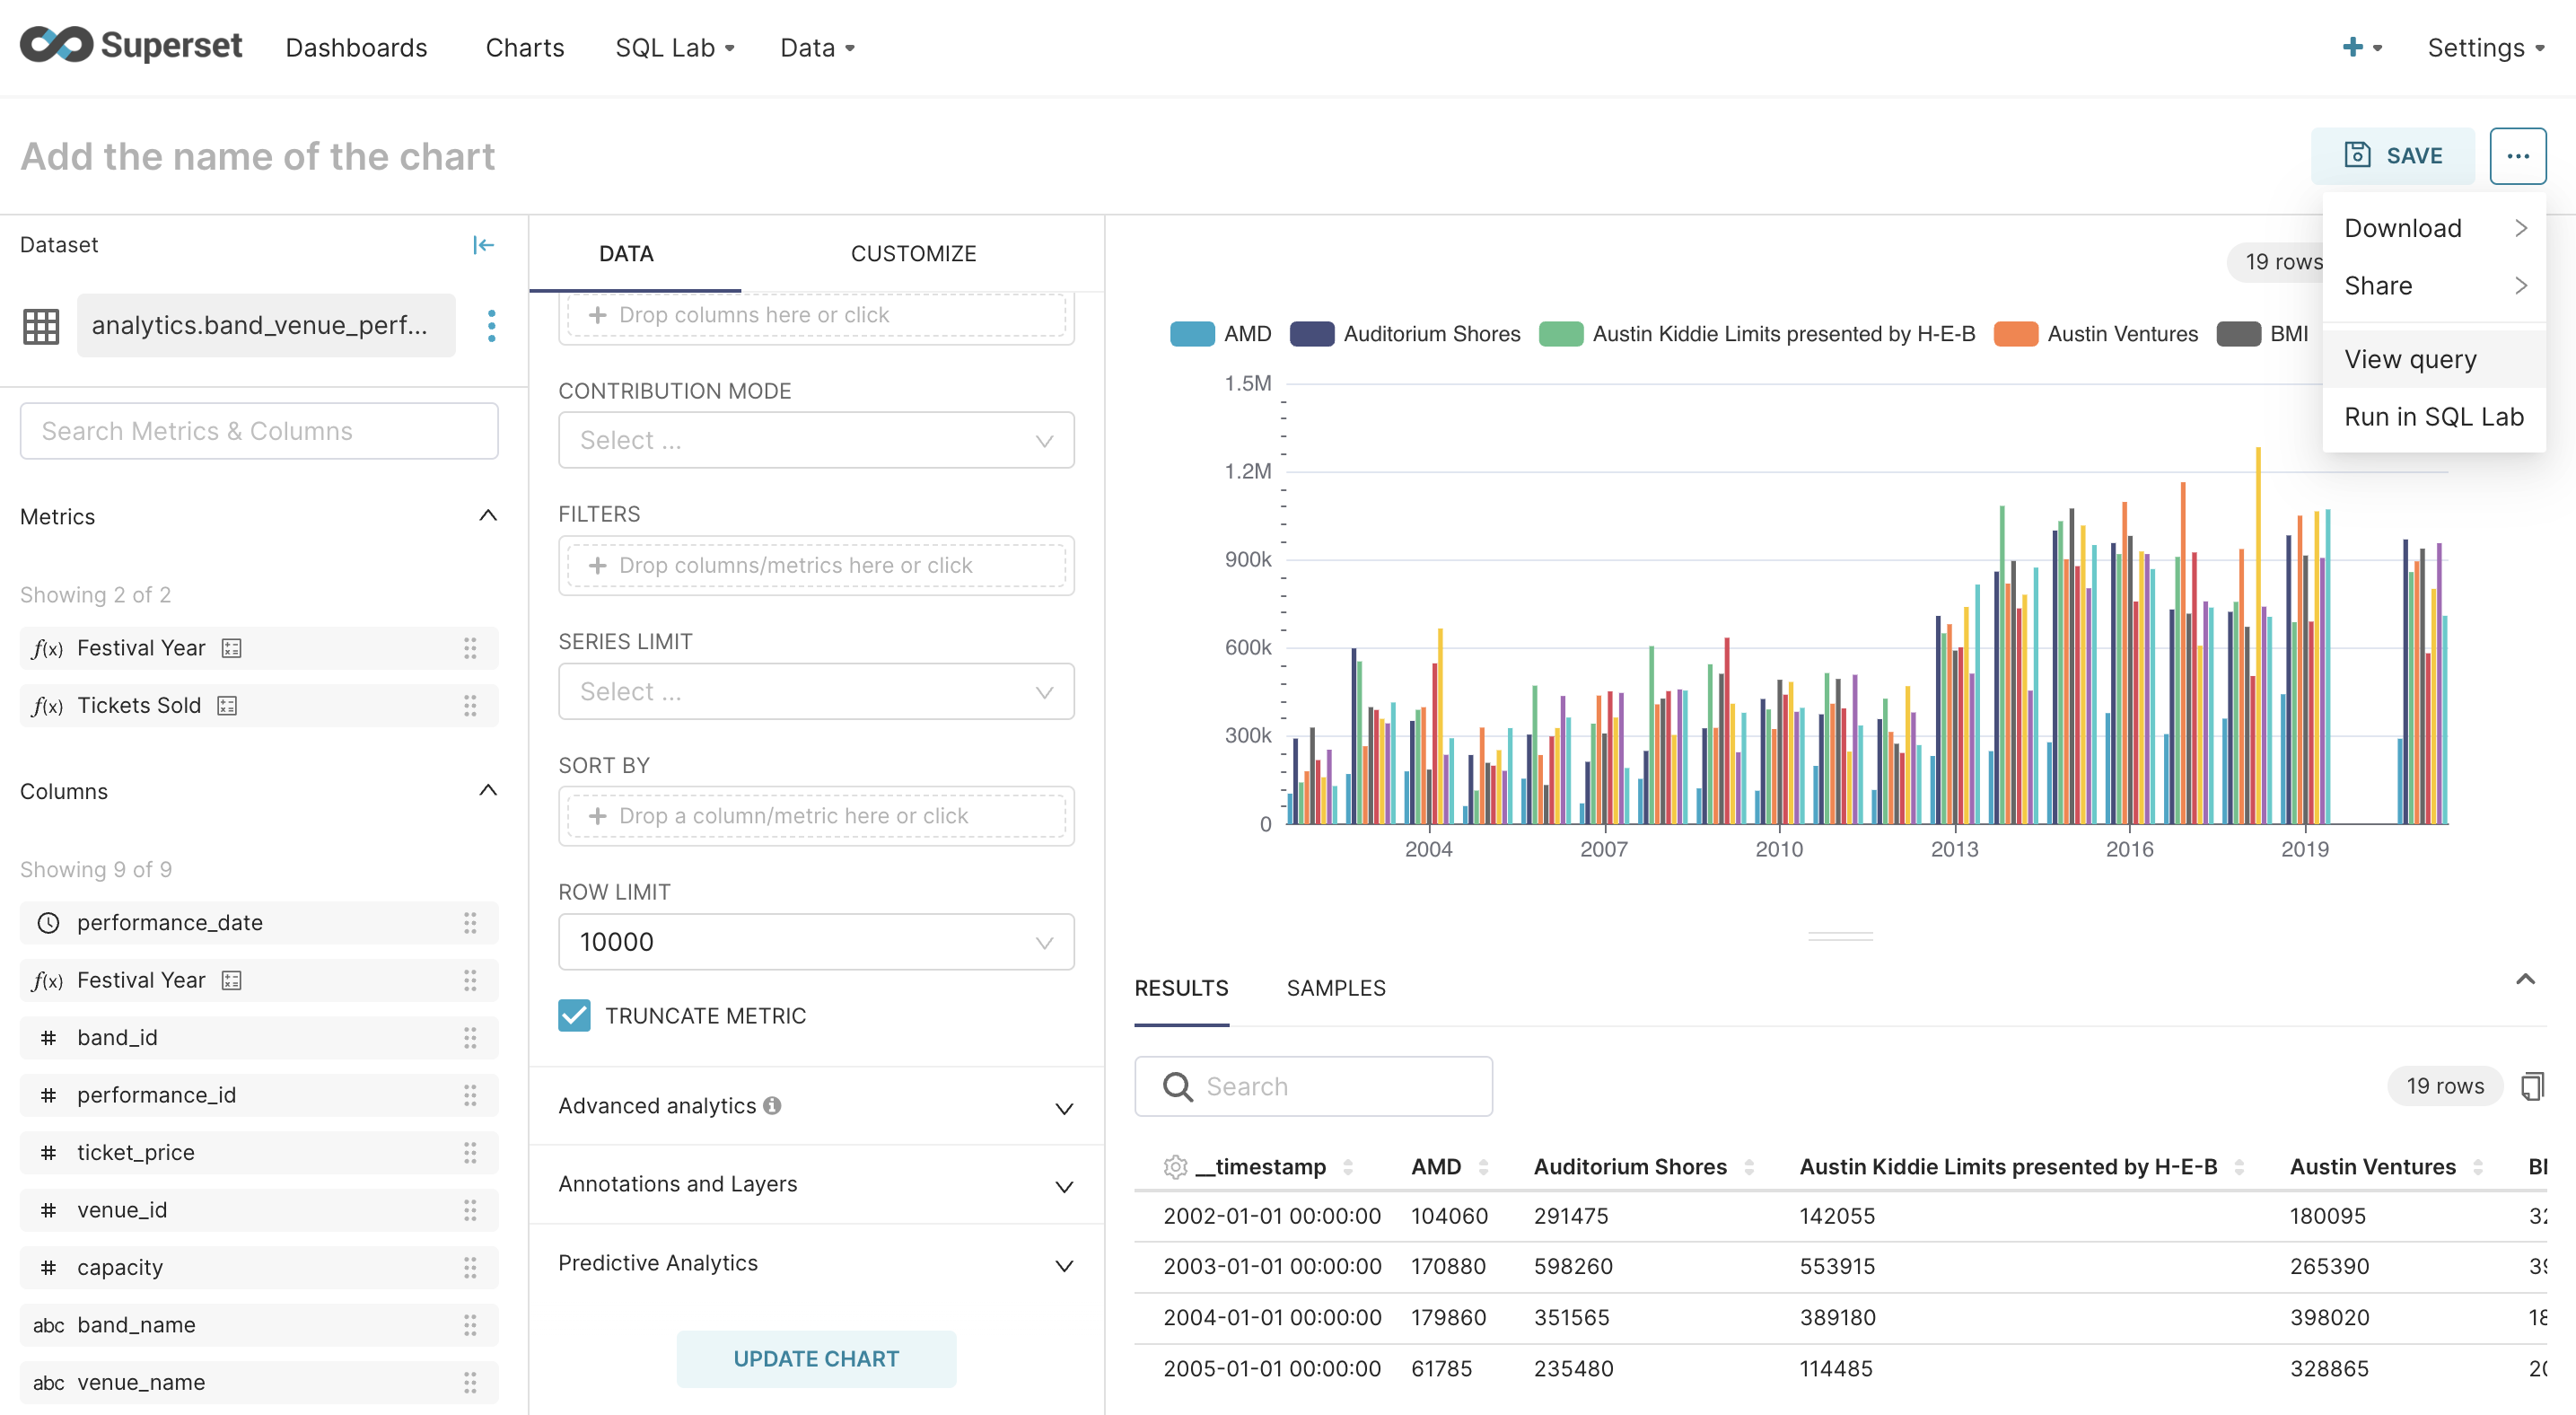 Superset Dashboards Charts SQL Lab Data Settings
Add the name of the chart
SAVE
Download
Share
View query
Run in SQL Lab
Dataset
analytics.band_venue_perf...
Search Metrics & Columns
Metrics
Showing 2 of 2
f(x) Festival Year
f(x) Tickets Sold
Columns
Showing 9 of 9
performance_date
f(x) Festival Year
# band_id
# performance_id
# ticket_price
# venue_id
# capacity
abc band_name
abc venue_name
DATA CUSTOMIZE
+ Drop columns here or click
CONTRIBUTION MODE
Select ...
FILTERS
+ Drop columns/metrics here or click
SERIES LIMIT
Select ...
SORT BY
+ Drop a column/metric here or click
ROW LIMIT
10000
TRUNCATE METRIC
Advanced analytics
Annotations and Layers
Predictive Analytics
UPDATE CHART
19 rows
AMD Auditorium Shores Austin Kiddie Limits presented by H-E-B Austin Ventures BMI
1.5M
1.2M
900k
600k
300k
0
2004 2007 2010 2013 2016 2019
RESULTS SAMPLES
Search
19 rows
__timestamp AMD Auditorium Shores Austin Kiddie Limits presented by H-E-B Austin Ventures
2002-01-01 00:00:00 104060 291475 142055 180095
2003-01-01 00:00:00 170880 598260 553915 265390
2004-01-01 00:00:00 179860 351565 389180 398020
2005-01-01 00:00:00 61785 235480 114485 328865